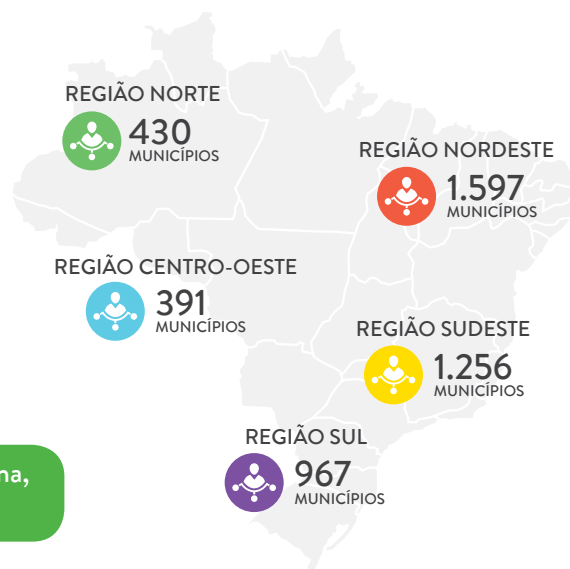 REGIÃO NORTE
430
MUNICÍPIOS
REGIÃO NORDESTE
1.597
MUNICÍPIOS
REGIÃO CENTRO-OESTE
391
MUNICÍPIOS
REGIÃO SUDESTE
1.256
MUNICÍPIOS
REGIÃO SUL
967
MUNICÍPIOS